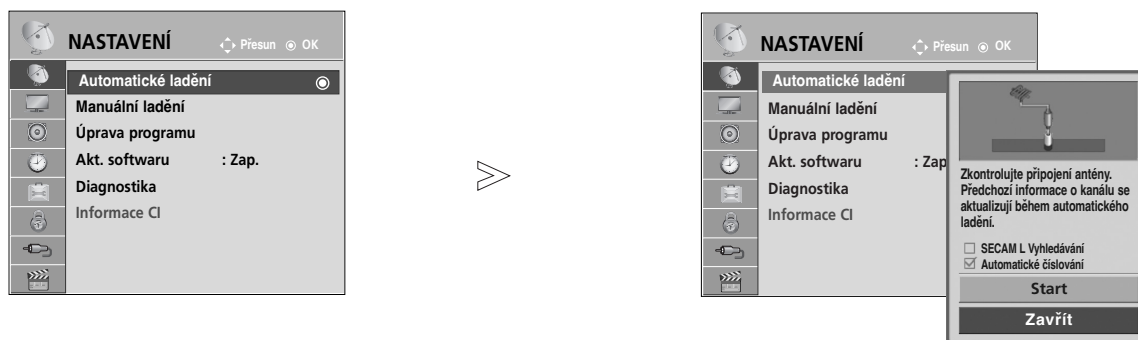 NASTAVENÍ Přesun OK
Automatické ladění
Manuální ladění
Úprava programu
Akt. softwaru : Zap.
Diagnostika
Informace CI
NASTAVENÍ Přesun OK
Automatické ladění
Manuální ladění
Úprava programu
Akt. softwaru : Zap
Diagnostika
Informace CI
Zkontrolujte připojení antény.
Předchozí informace o kanálu se
aktualizují během automatického
ladění.
SECAM L Vyhledávání
Automatické číslování
Start
Zavřít